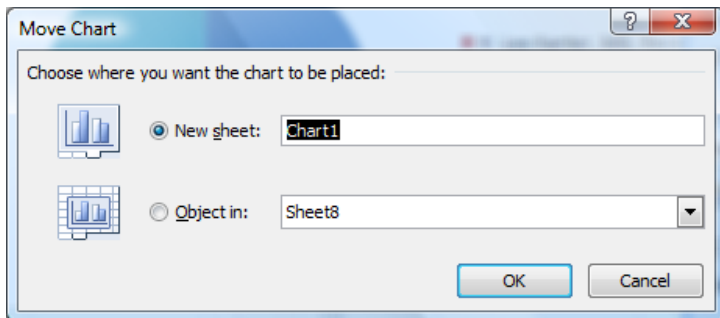 Move Chart
Choose where you want the chart to be placed:
New sheet: Chart1
Object in: Sheet8
OK Cancel